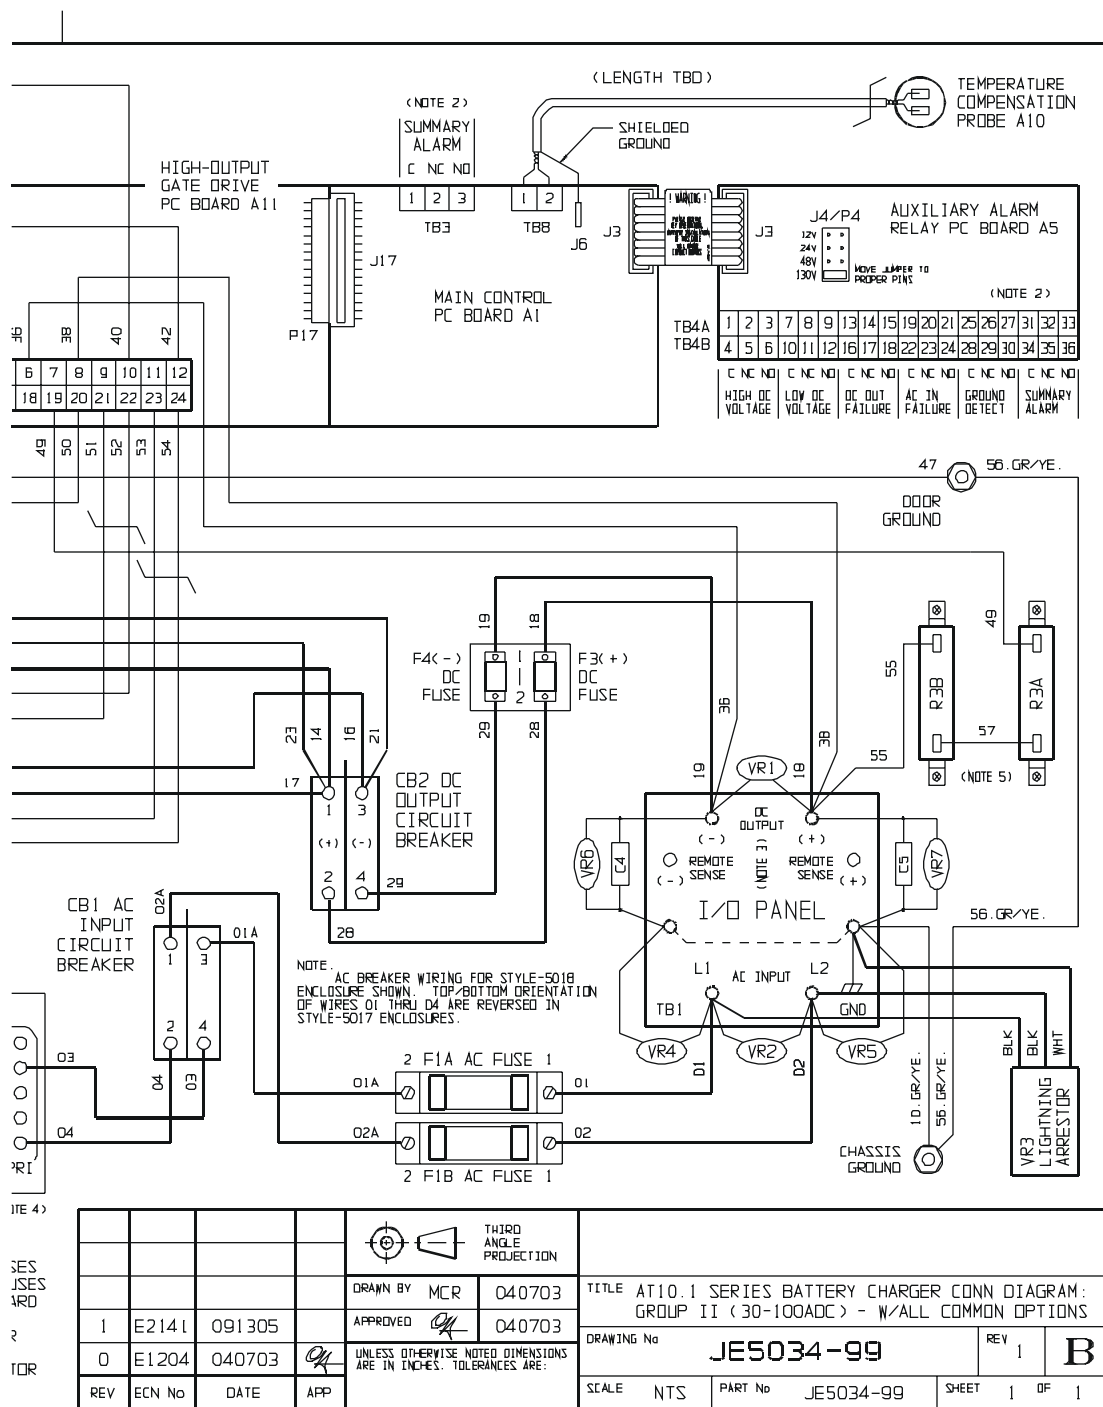 (LENGTH TBD)
TEMPERATURE
COMPENSATION
PROBE A10
(NOTE 2)
SUMMARY
ALARM
C NC NO
1 2 3
TB3
SHIELDED
GROUND
1 2
TB8
J6
HIGH-OUTPUT
GATE DRIVE
PC BOARD A11
J17
P17
MAIN CONTROL
PC BOARD A1
J3
! WARNING !
J3
J4/P4
12V
24V
48V
130V
MOVE JUMPER TO
PROPER PINS
AUXILIARY ALARM
RELAY PC BOARD A5
(NOTE 2)
TB4A
TB4B
1 2 3 7 8 9 13 14 15 19 20 21 25 26 27 31 32 33
4 5 6 10 11 12 16 17 18 22 23 24 28 29 30 34 35 36
C NC NO C NC NO C NC NO C NC NO C NC NO C NC NO
HIGH DC
VOLTAGE
LOW DC
VOLTAGE
DC OUT
FAILURE
AC IN
FAILURE
GROUND
DETECT
SUMMARY
ALARM
36 38 40 42
6 7 8 9 10 11 12
18 19 20 21 22 23 24
49 50 51 52 53 54
47
56.GR/YE.
DOOR
GROUND
19 18
F4(-)
DC
FUSE
1
2
F3(+)
DC
FUSE
29 28
36
38
55
49
R3B
R3A
57
55
(NOTE 5)
23 14 16 21
17
1 3
(+) (-)
2 4
CB2 DC
OUTPUT
CIRCUIT
BREAKER
29
28
19
VR1
18
DC
OUTPUT
(-) (+)
REMOTE
SENSE
(-)
(NOTE 3)
REMOTE
SENSE
(+)
VR6
C4
C5
VR7
I/O PANEL
L1
AC INPUT
L2
TB1
GND
56.GR/YE.
CB1 AC
INPUT
CIRCUIT
BREAKER
02A
01A
1 3
2 4
04 03
03
04
PRI
NOTE.
AC BREAKER WIRING FOR STYLE-5018
ENCLOSURE SHOWN. TOP/BOTTOM ORIENTATION
OF WIRES 01 THRU 04 ARE REVERSED IN
STYLE-5017 ENCLOSURES.
VR4
VR2
VR5
01
02
2 F1A AC FUSE 1
01A
01
02A
02
2 F1B AC FUSE 1
10.GR/YE.
56.GR/YE.
CHASSIS
GROUND
BLK
BLK
WHT
VR3
LIGHTNING
ARRESTOR
THIRD
ANGLE
PROJECTION
DRAWN BY MCR 040703
APPROVED 040703
UNLESS OTHERWISE NOTED DIMENSIONS
ARE IN INCHES. TOLERANCES ARE:
1 E2141 091305
0 E1204 040703
REV ECN No DATE APP
TITLE AT10.1 SERIES BATTERY CHARGER CONN DIAGRAM:
GROUP II (30-100ADC) - W/ALL COMMON OPTIONS
DRAWING No JE5034-99 REV 1 B
SCALE NTS PART No JE5034-99 SHEET 1 OF 1